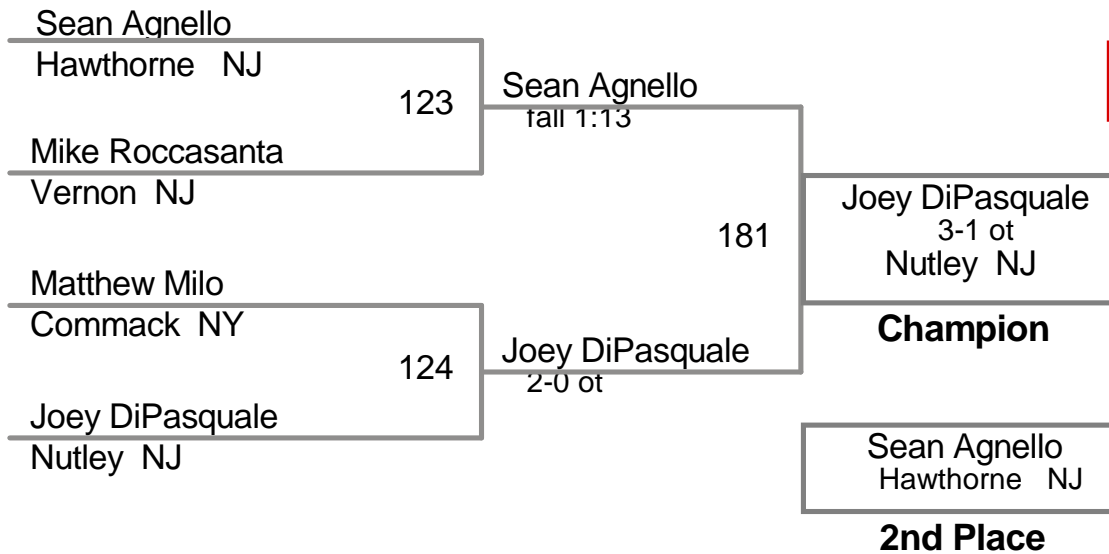 Sean Agnello
Hawthorne NJ
123
Mike Roccasanta
Vernon NJ
Sean Agnello
fall 1:13
Matthew Milo
Commack NY
124
Joey DiPasquale
Nutley NJ
Joey DiPasquale
2-0 ot
181
Joey DiPasquale
3-1 ot
Nutley NJ
Champion
Sean Agnello
Hawthorne NJ
2nd Place